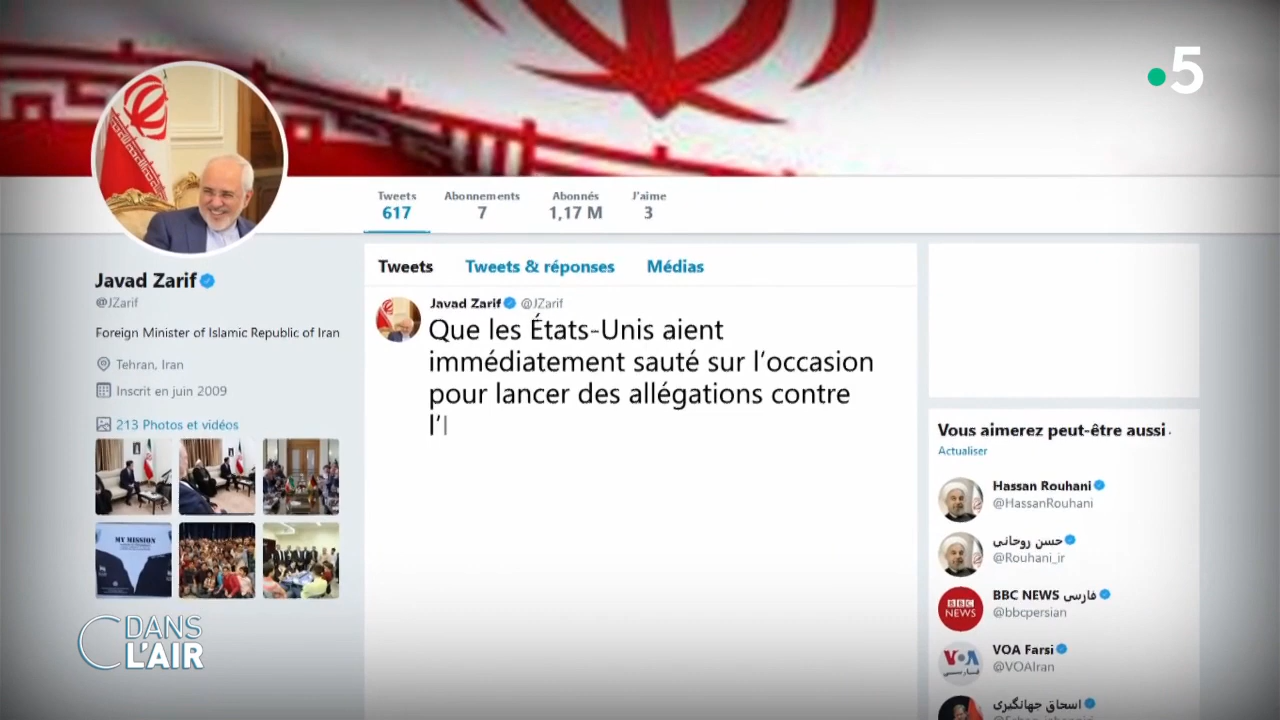 5
Tweets
617
Abonnements
7
Abonnés
1,17 M
J'aime
3
Javad Zarif
@JZarif
Foreign Minister of Islamic Republic of Iran
Tehran, Iran
Inscrit en juin 2009
213 Photos et vidéos
MY MISSION
C DANS
L'AIR
Tweets Tweets & réponses Médias
Javad Zarif @JZarif
Que les États-Unis aient
immédiatement sauté sur l'occasion
pour lancer des allégations contre
l'
Vous aimerez peut-être aussi
Actualiser
Hassan Rouhani
@HassanRouhani
حسن روحانی
@Rouhani_ir
BBC NEWS
BBC NEWS فارسی
@bbcpersian
VOA
فارسی
VOA Farsi
@VOAIran
اسحاق جهانگیری